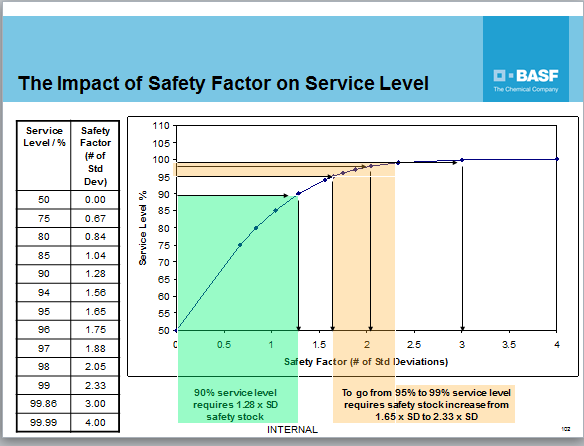 The Impact of Safety Factor on Service Level
BASF
The Chemical Company
Service Level / %	Safety Factor (# of Std Dev)
50	0.00
75	0.67
80	0.84
85	1.04
90	1.28
94	1.56
95	1.65
96	1.75
97	1.88
98	2.05
99	2.33
99.86	3.00
99.99	4.00
Service Level %
110
105
100
95
90
85
80
75
70
65
60
55
50
0 0.5 1 1.5 2 2.5 3 3.5 4
Safety Factor (# of Std Deviations)
90% service level
requires 1.28 x SD
safety stock
To go from 95% to 99% service level
requires safety stock increase from
1.65 x SD to 2.33 x SD
INTERNAL
102